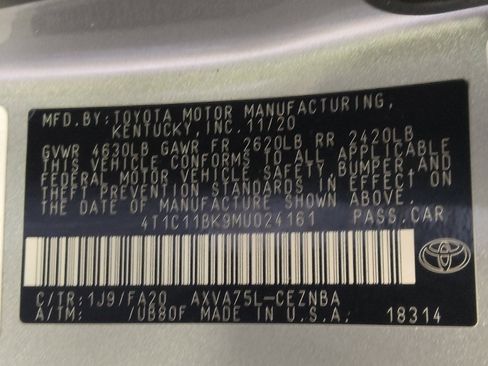 MFD.BY:TOYOTA MOTOR MANUFACTURING,
KENTUCKY, INC. 11/20
GVWR 4630LB GAWR FR 2620LB RR 2420LB
THIS VEHICLE CONFORMS TO ALL APPLICABLE
FEDERAL MOTOR VEHICLE SAFETY, BUMPER, AND
THEFT PREVENTION STANDARDS IN EFFECT ON
THE DATE OF MANUFACTURE SHOWN ABOVE.
4T1C11BK9MU024161 PASS.CAR
C/TR:1J9/FA20 AXVA75L-CEZNBA
A/TM: /UB80F MADE IN U.S.A. 18314